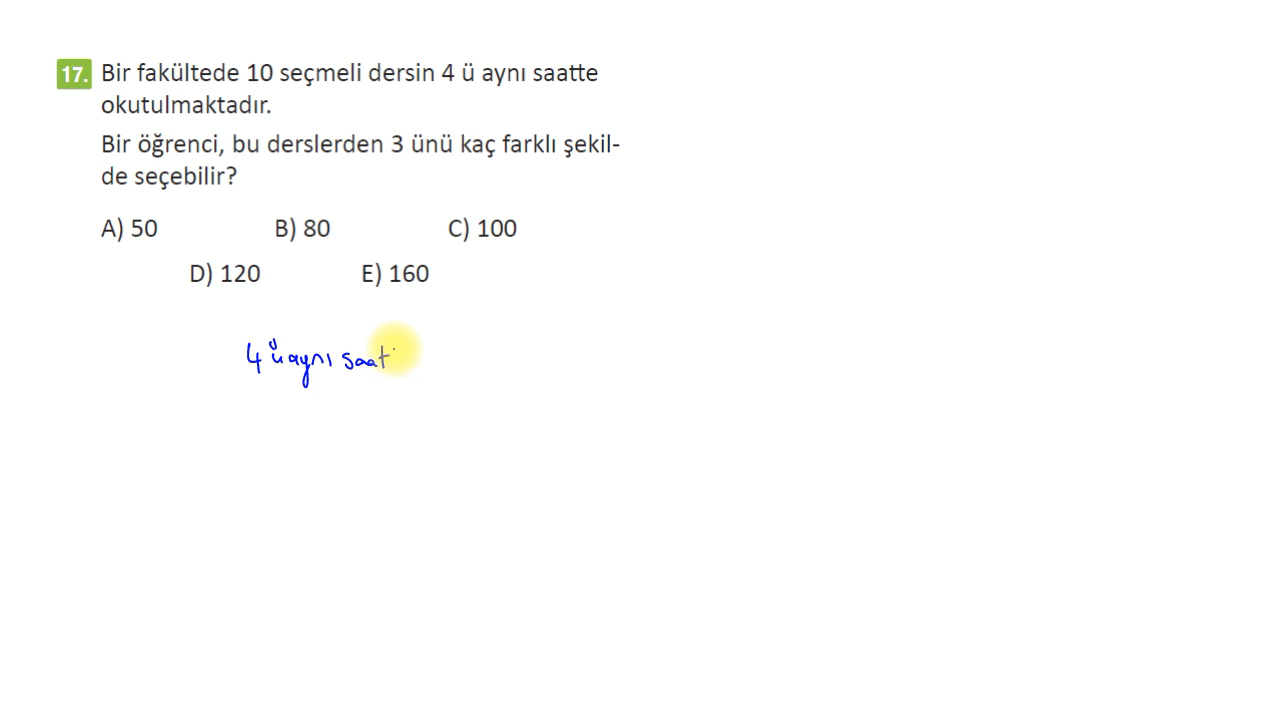 17. Bir fakültede 10 seçmeli dersin 4 ü aynı saatte
okutulmaktadır.
Bir öğrenci, bu derslerden 3 ünü kaç farklı şekil-
de seçebilir?
A) 50 B) 80 C) 100
D) 120 E) 160
4 ü aynı saat